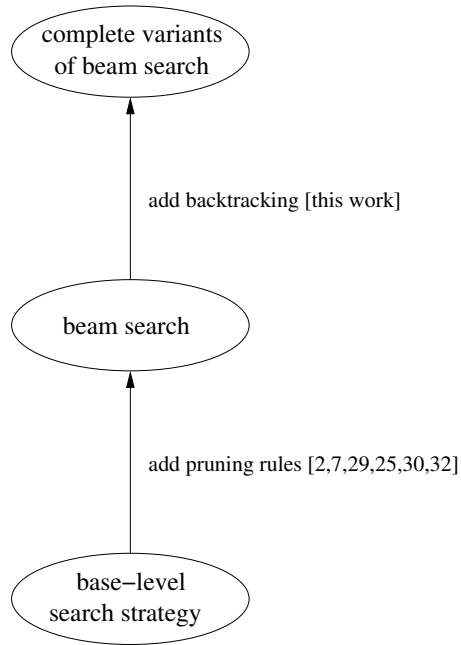 complete variants
of beam search
add backtracking [this work]
beam search
add pruning rules [2,7,29,25,30,32]
base−level
search strategy